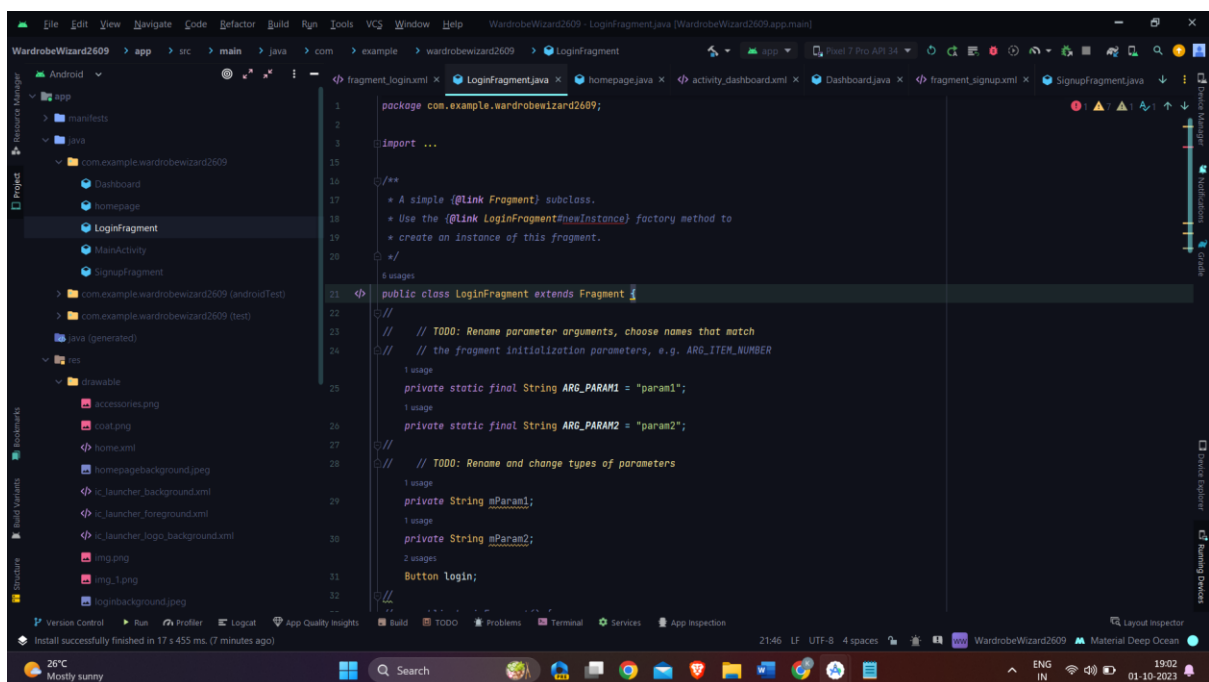 File Edit View Navigate Code Refactor Build Run Tools VCS Window Help WardrobeWizard2609 - LoginFragment.java [WardrobeWizard2609.app.main]
WardrobeWizard2609 > app > src > main > java > com > example > wardrobewizard2609 > LoginFragment app Pixel 7 Pro API 34
Android
fragment_login.xml LoginFragment.java homepage.java activity_dashboard.xml Dashboard.java fragment_signup.xml SignupFragment.java
Resource Manager
Project
Bookmarks
Build Variants
Structure
app
manifests
java
com.example.wardrobewizard2609
Dashboard
homepage
LoginFragment
MainActivity
SignupFragment
com.example.wardrobewizard2609 (androidTest)
com.example.wardrobewizard2609 (test)
java (generated)
res
drawable
accessories.png
coat.png
home.xml
homepagebackground.jpeg
ic_launcher_background.xml
ic_launcher_foreground.xml
ic_launcher_logo_background.xml
img.png
img_1.png
loginbackground.jpeg
1 package com.example.wardrobewizard2609;
2
3 import ...
15
16 /**
17 * A simple {@link Fragment} subclass.
18 * Use the {@link LoginFragment#newInstance} factory method to
19 * create an instance of this fragment.
20 */
6 usages
21 public class LoginFragment extends Fragment {
22 //
23 // // TODO: Rename parameter arguments, choose names that match
24 // // the fragment initialization parameters, e.g. ARG_ITEM_NUMBER
1 usage
25 private static final String ARG_PARAM1 = "param1";
1 usage
26 private static final String ARG_PARAM2 = "param2";
27 //
28 // // TODO: Rename and change types of parameters
1 usage
29 private String mParam1;
1 usage
30 private String mParam2;
2 usages
31 Button login;
32 //
1 7 1 1
Device Manager
Notifications
Gradle
Device Explorer
Running Devices
Version Control Run Profiler Logcat App Quality Insights Build TODO Problems Terminal Services App Inspection Layout Inspector
Install successfully finished in 17 s 455 ms. (7 minutes ago) 21:46 LF UTF-8 4 spaces WW WardrobeWizard2609 Material Deep Ocean
26°C
Mostly sunny
Search
PRE
ENG
IN
19:02
01-10-2023